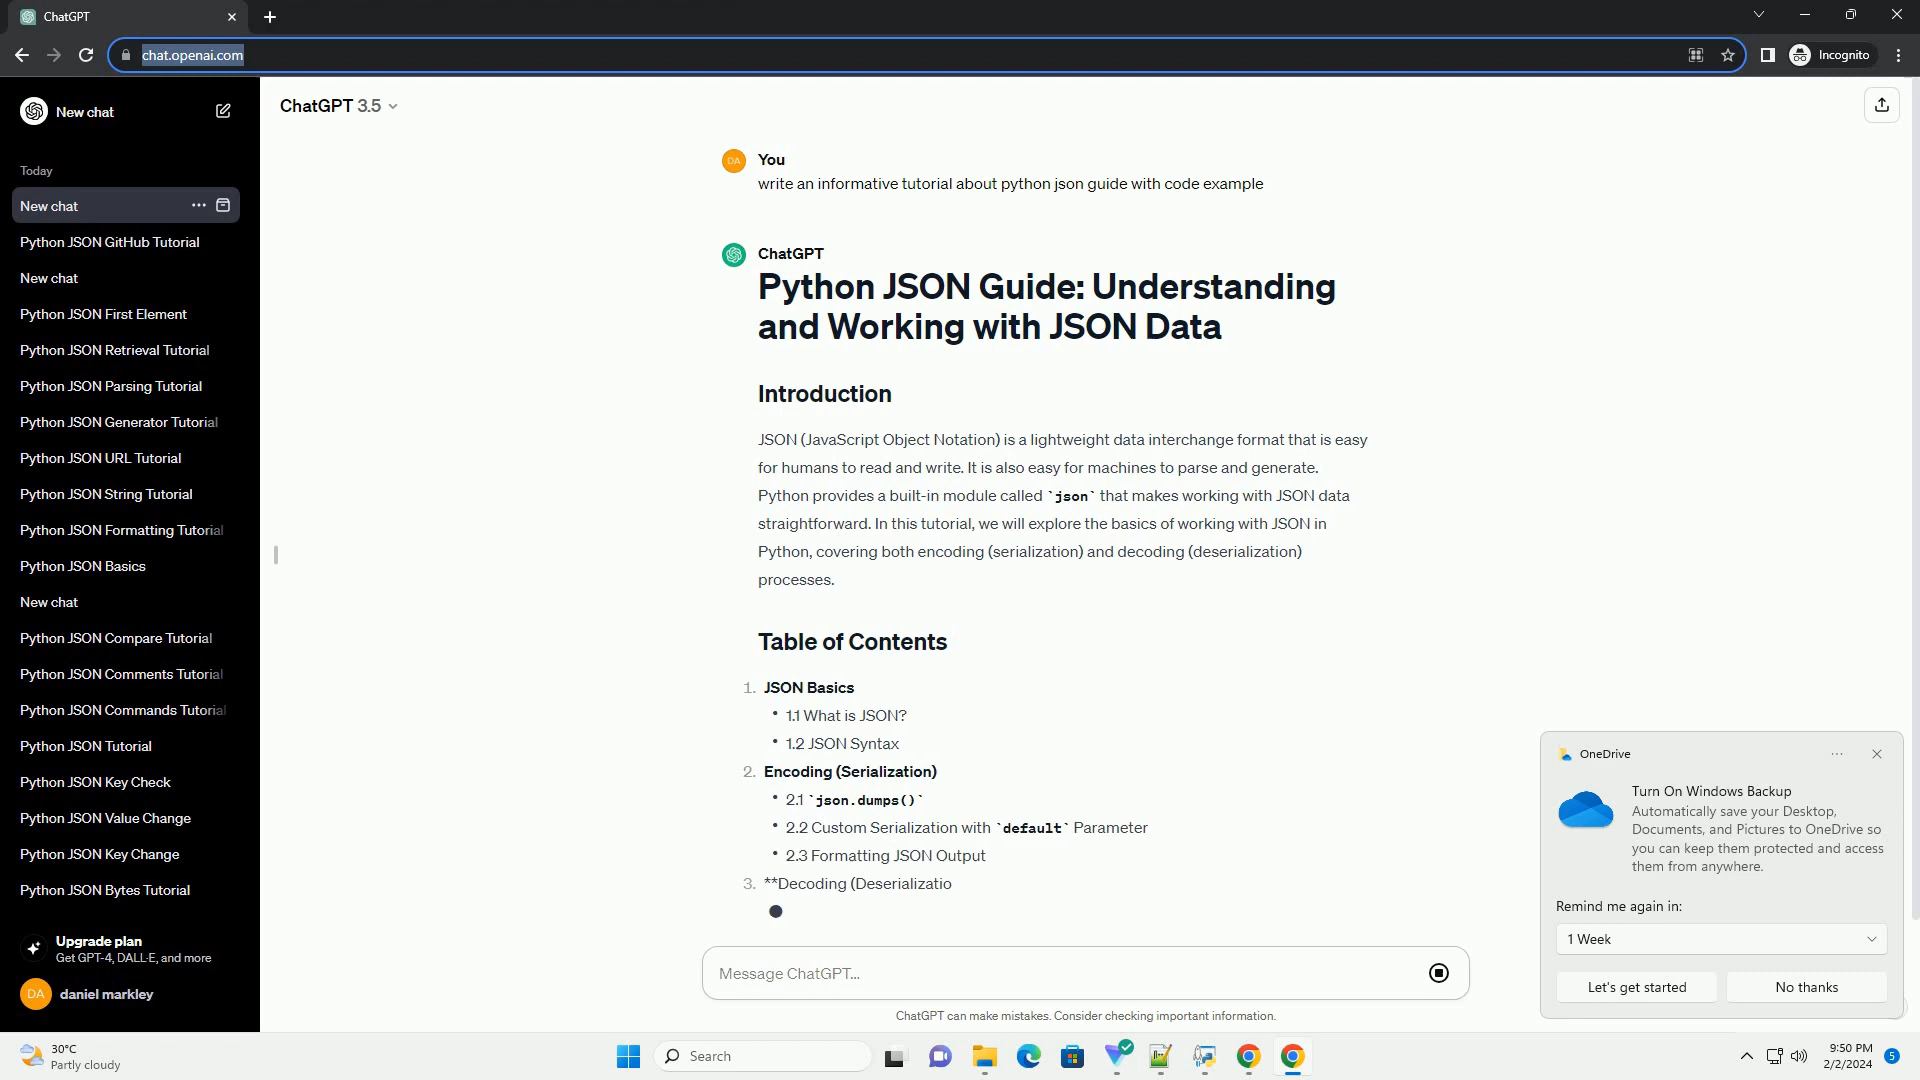 ChatGPT
chat.openai.com
Incognito
New chat
Today
New chat
Python JSON GitHub Tutorial
New chat
Python JSON First Element
Python JSON Retrieval Tutorial
Python JSON Parsing Tutorial
Python JSON Generator Tutorial
Python JSON URL Tutorial
Python JSON String Tutorial
Python JSON Formatting Tutorial
Python JSON Basics
New chat
Python JSON Compare Tutorial
Python JSON Comments Tutorial
Python JSON Commands Tutorial
Python JSON Tutorial
Python JSON Key Check
Python JSON Value Change
Python JSON Key Change
Python JSON Bytes Tutorial
Upgrade plan
Get GPT-4, DALL·E, and more
DA daniel markley
ChatGPT 3.5
DA You
write an informative tutorial about python json guide with code example
ChatGPT
Python JSON Guide: Understanding
and Working with JSON Data
Introduction
JSON (JavaScript Object Notation) is a lightweight data interchange format that is easy
for humans to read and write. It is also easy for machines to parse and generate.
Python provides a built-in module called `json` that makes working with JSON data
straightforward. In this tutorial, we will explore the basics of working with JSON in
Python, covering both encoding (serialization) and decoding (deserialization)
processes.
Table of Contents
1. JSON Basics
• 1.1 What is JSON?
• 1.2 JSON Syntax
2. Encoding (Serialization)
• 2.1 `json.dumps()`
• 2.2 Custom Serialization with `default` Parameter
• 2.3 Formatting JSON Output
3. **Decoding (Deserializatio
Message ChatGPT...
ChatGPT can make mistakes. Consider checking important information.
OneDrive
Turn On Windows Backup
Automatically save your Desktop,
Documents, and Pictures to OneDrive so
you can keep them protected and access
them from anywhere.
Remind me again in:
1 Week
Let's get started
No thanks
30°C
Partly cloudy
Search
9:50 PM
2/2/2024
5